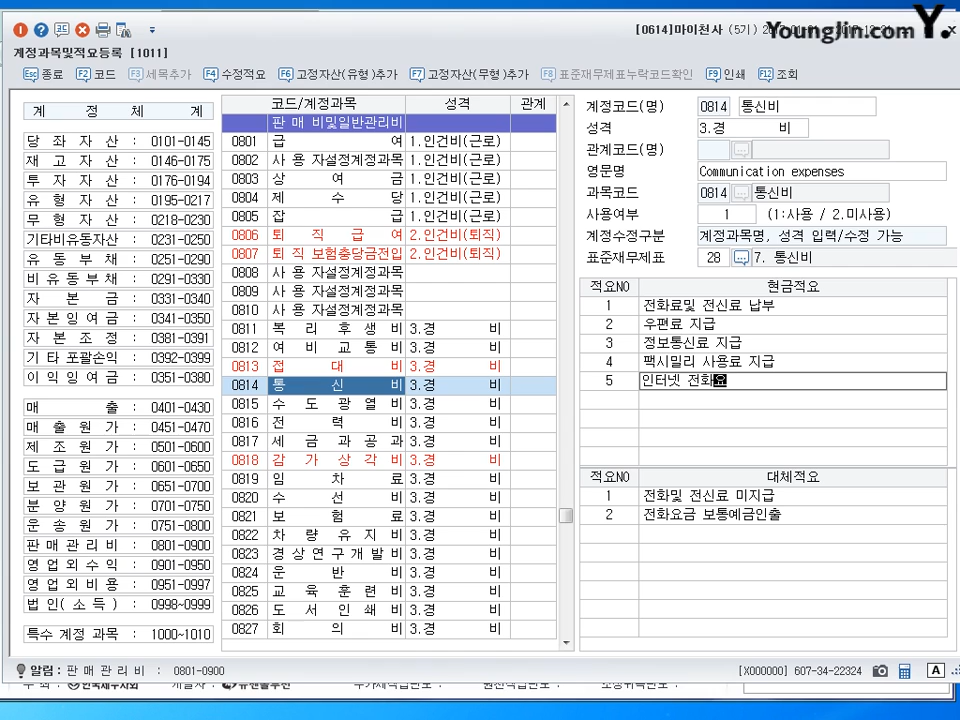 [0614]마이천사 (5기)
Younglin.com Y.
계정과목및적요등록 [1011]
Esc 종료 F2 코드 F3 세목추가 F4 수정적요 F6 고정자산(유형)추가 F7 고정자산(무형)추가 F8 표준재무제표누락코드확인 F9 인쇄 F12 조회
계 정 체 계
당 좌 자 산 : 0101-0145
재 고 자 산 : 0146-0175
투 자 자 산 : 0176-0194
유 형 자 산 : 0195-0217
무 형 자 산 : 0218-0230
기타비유동자산 : 0231-0250
유 동 부 채 : 0251-0290
비 유 동 부 채 : 0291-0330
자 본 금 : 0331-0340
자 본 잉 여 금 : 0341-0350
자 본 조 정 : 0381-0391
기 타 포괄손익 : 0392-0399
이 익 잉 여 금 : 0351-0380
매 출 : 0401-0430
매 출 원 가 : 0451-0470
제 조 원 가 : 0501-0600
도 급 원 가 : 0601-0650
보 관 원 가 : 0651-0700
분 양 원 가 : 0701-0750
운 송 원 가 : 0751-0800
판 매 관 리 비 : 0801-0900
영 업 외 수 익 : 0901-0950
영 업 외 비 용 : 0951-0997
법 인 ( 소 득 ) : 0998~0999
특수 계정 과목 : 1000~1010
코드/계정과목 성격 관계
판 매 비및일반관리비
0801 급 여 1.인건비(근로)
0802 사 용 자설정계정과목 1.인건비(근로)
0803 상 여 금 1.인건비(근로)
0804 제 수 당 1.인건비(근로)
0805 잡 급 1.인건비(근로)
0806 퇴 직 급 여 2.인건비(퇴직)
0807 퇴 직 보험충당금전입 2.인건비(퇴직)
0808 사 용 자설정계정과목
0809 사 용 자설정계정과목
0810 사 용 자설정계정과목
0811 복 리 후 생 비 3.경 비
0812 여 비 교 통 비 3.경 비
0813 접 대 비 3.경 비
0814 통 신 비 3.경 비
0815 수 도 광 열 비 3.경 비
0816 전 력 비 3.경 비
0817 세 금 과 공 과 3.경 비
0818 감 가 상 각 비 3.경 비
0819 임 차 료 3.경 비
0820 수 선 비 3.경 비
0821 보 험 료 3.경 비
0822 차 량 유 지 비 3.경 비
0823 경 상 연 구 개 발 비 3.경 비
0824 운 반 비 3.경 비
0825 교 육 훈 련 비 3.경 비
0826 도 서 인 쇄 비 3.경 비
0827 회 의 비 3.경 비
계정코드(명) 0814 통신비
성격 3.경 비
관계코드(명)
영문명 Communication expenses
과목코드 0814 통신비
사용여부 1 (1:사용 / 2.미사용)
계정수정구분 계정과목명, 성격 입력/수정 가능
표준재무제표 28 7. 통신비
적요NO 현금적요
1 전화료및 전신료 납부
2 우편료 지급
3 정보통신료 지급
4 팩시밀리 사용료 지급
5 인터넷 전화요
적요NO 대체적요
1 전화및 전신료 미지급
2 전화요금 보통예금인출
알림: 판 매 관 리 비 : 0801-0900
[X000000] 607-34-22324 A